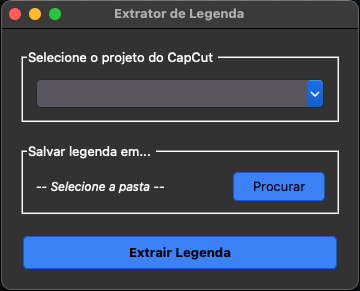 Extrator de Legenda
Selecione o projeto do CapCut
Salvar legenda em...
-- Selecione a pasta --
Procurar
Extrair Legenda